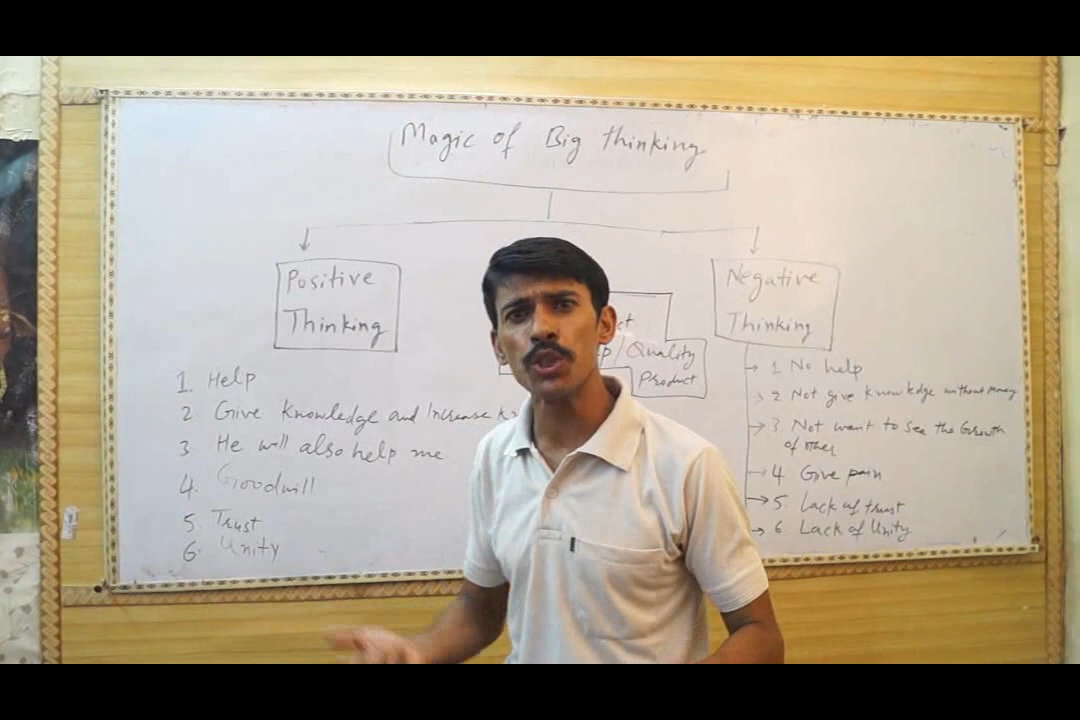 Magic of Big thinking
Positive
Thinking
1. Help
2 Give Knowledge and Increase
3 He will also help me
4. Goodwill
5 Trust
6. Unity
Quality
Product
Negative
Thinking
1 No help
2 Not give knowledge without money
3. Not want to see the Growth
of other
4 Give pain
5. Lack of trust
6 Lack of Unity